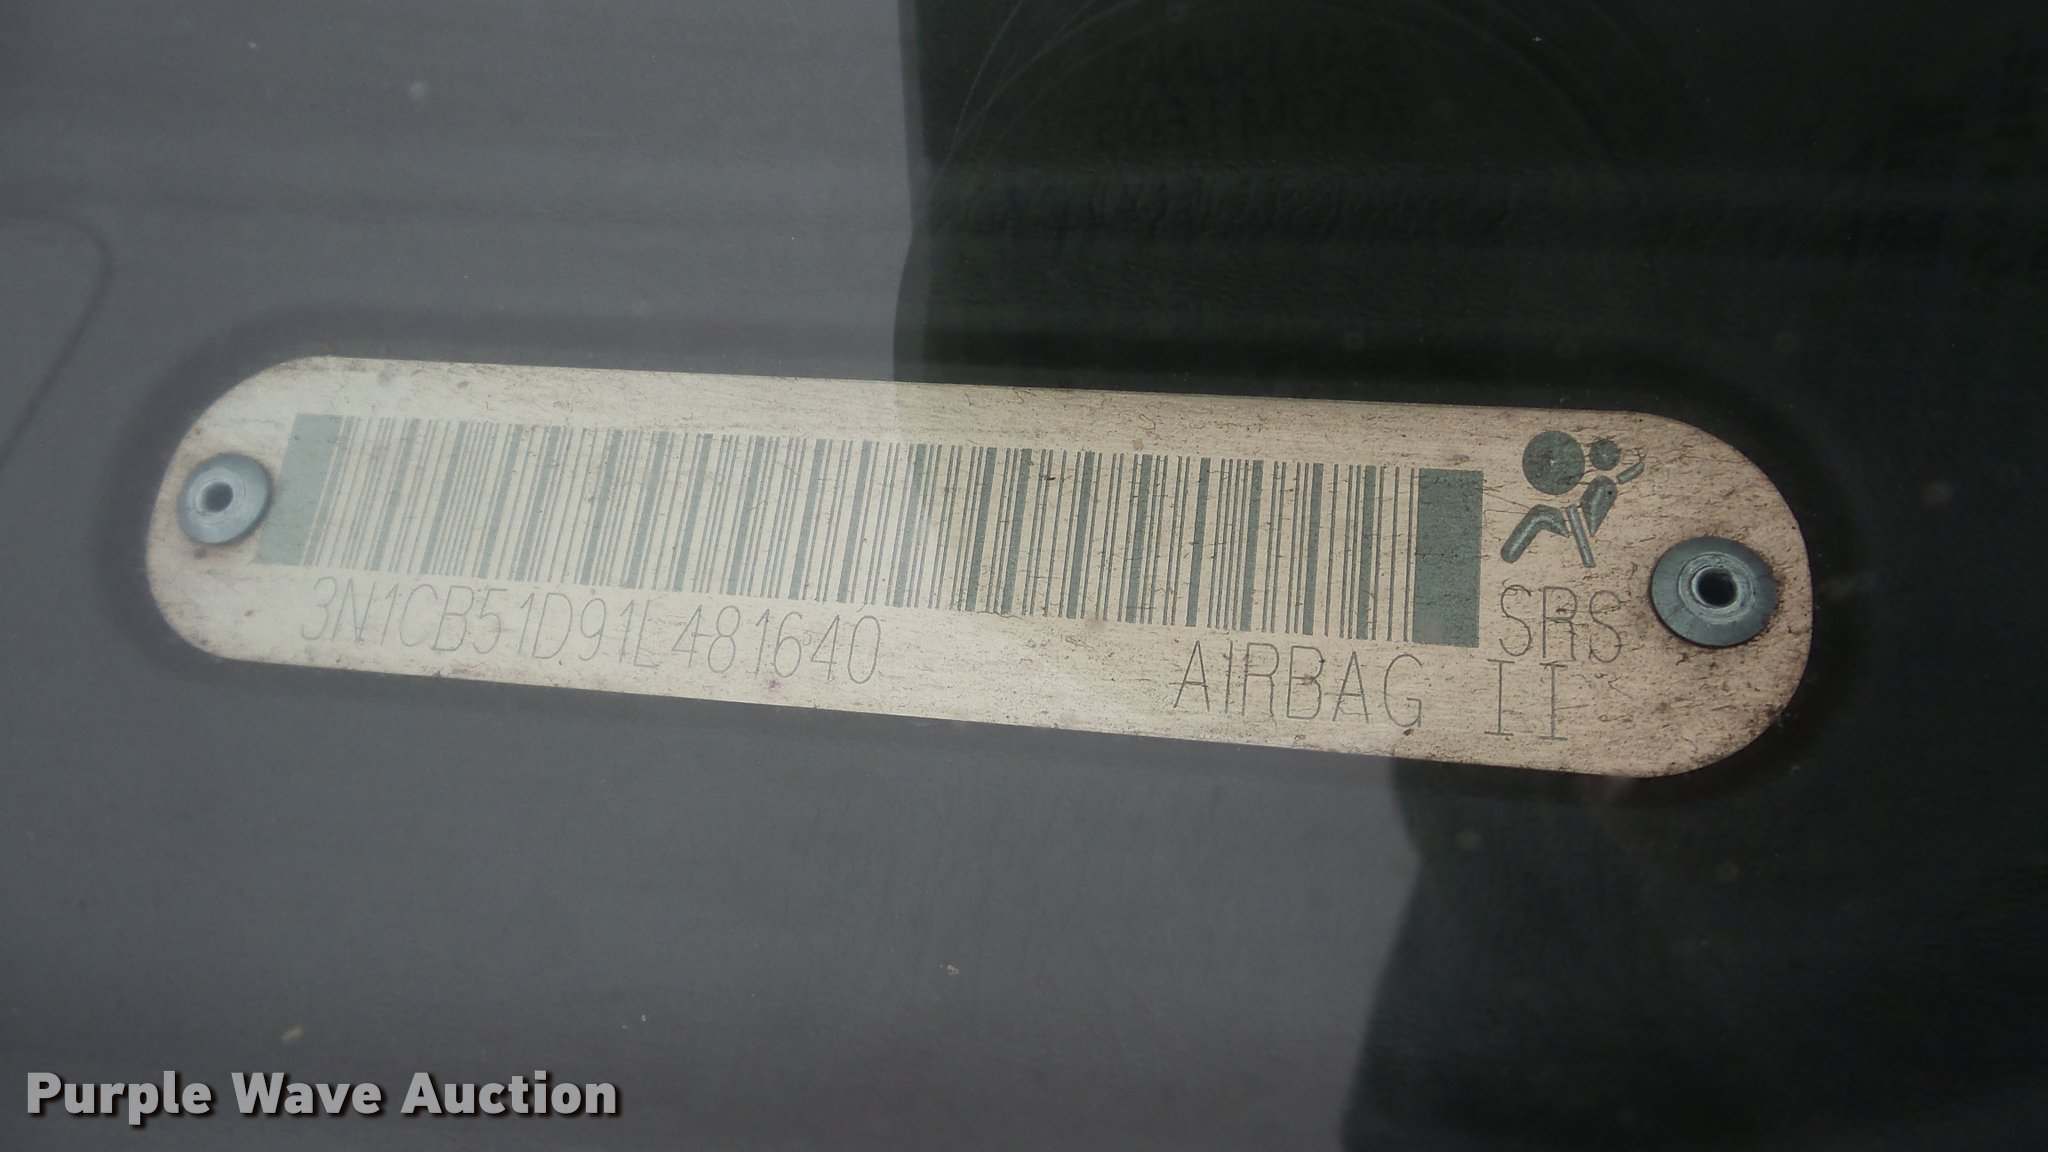 3N1CB51D91L481640
AIRBAG
SRS
II
Purple Wave Auction